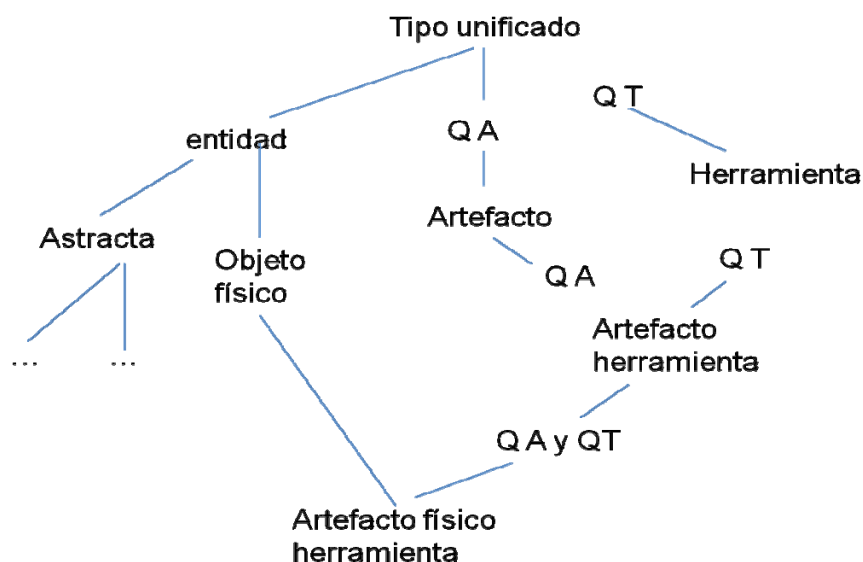 Tipo unificado
Q T
Q A
entidad
Herramienta
Artefacto
Astracta
Objeto
físico
Q T
Q A
Artefacto
herramienta
...
...
Q A y QT
Artefacto físico
herramienta